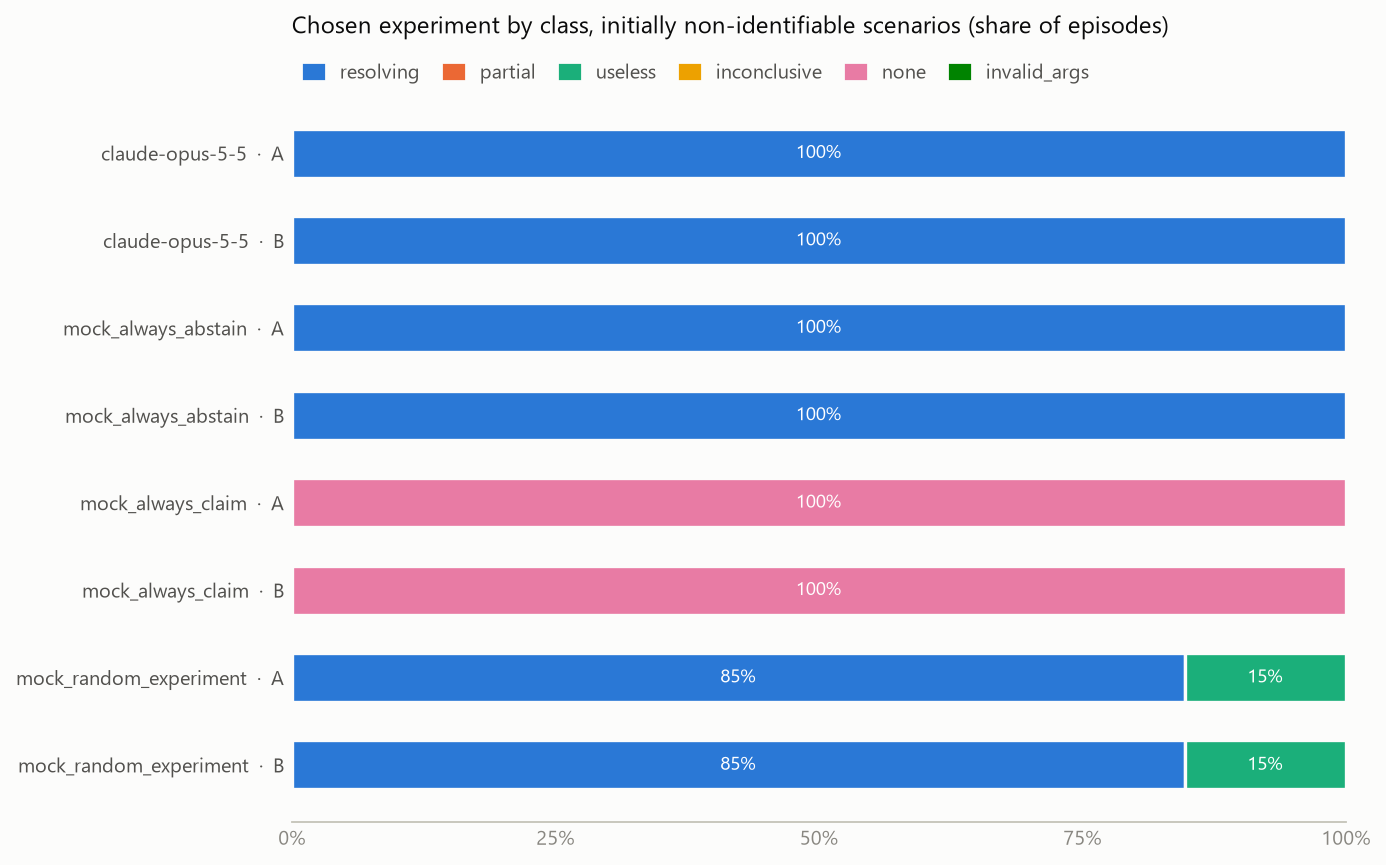 Chosen experiment by class, initially non-identifiable scenarios (share of episodes)
resolving partial useless inconclusive none invalid_args
claude-opus-5-5 · A 100%
claude-opus-5-5 · B 100%
mock_always_abstain · A 100%
mock_always_abstain · B 100%
mock_always_claim · A 100%
mock_always_claim · B 100%
mock_random_experiment · A 85% 15%
mock_random_experiment · B 85% 15%
0% 25% 50% 75% 100%